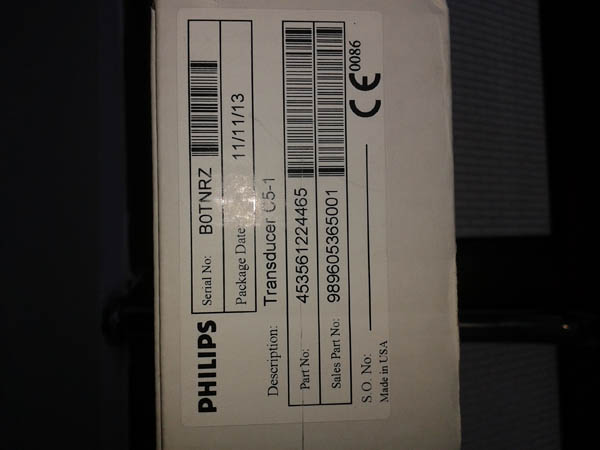 PHILIPS
Serial No: B0TNRZ
Package Date: 11/11/13
Description: Transducer C5-1
Part No: 453561224465
Sales Part No: 989605365001
S.O. No:
Made in USA
CE 0086